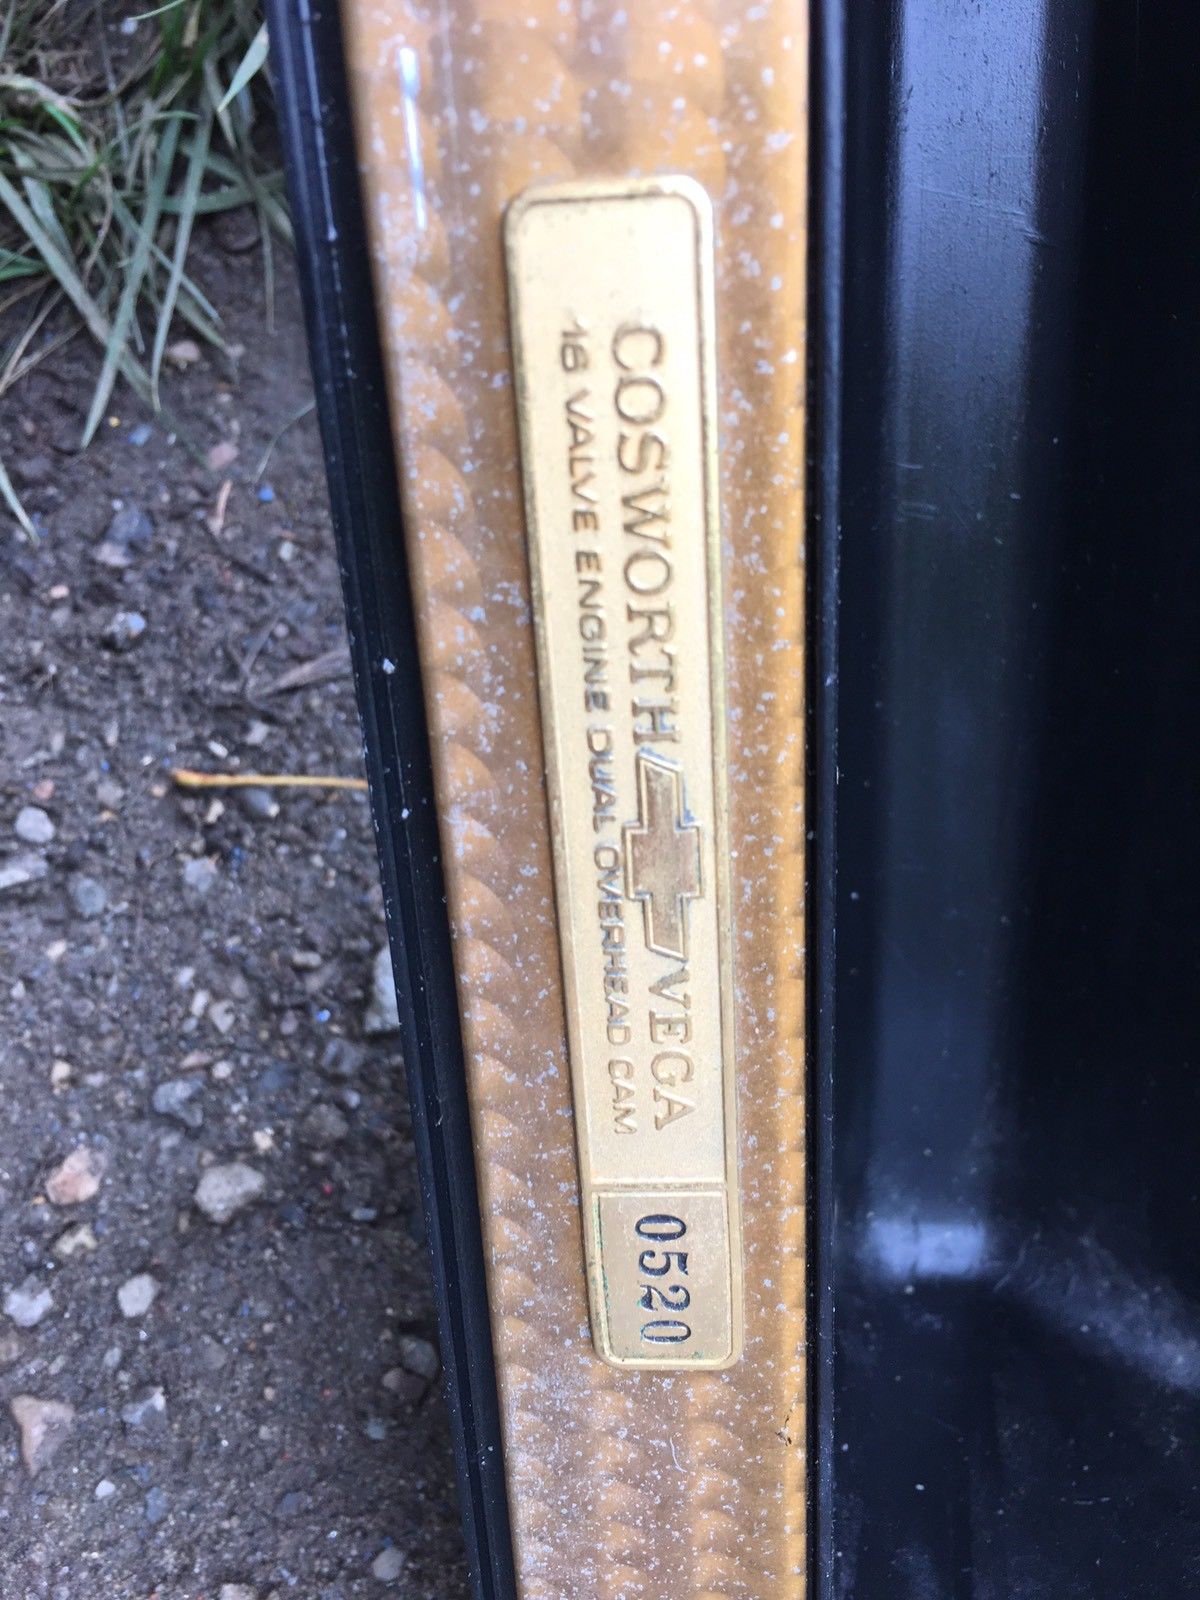 COSWORTH VEGA
16 VALVE ENGINE DUAL OVERHEAD CAM
0520